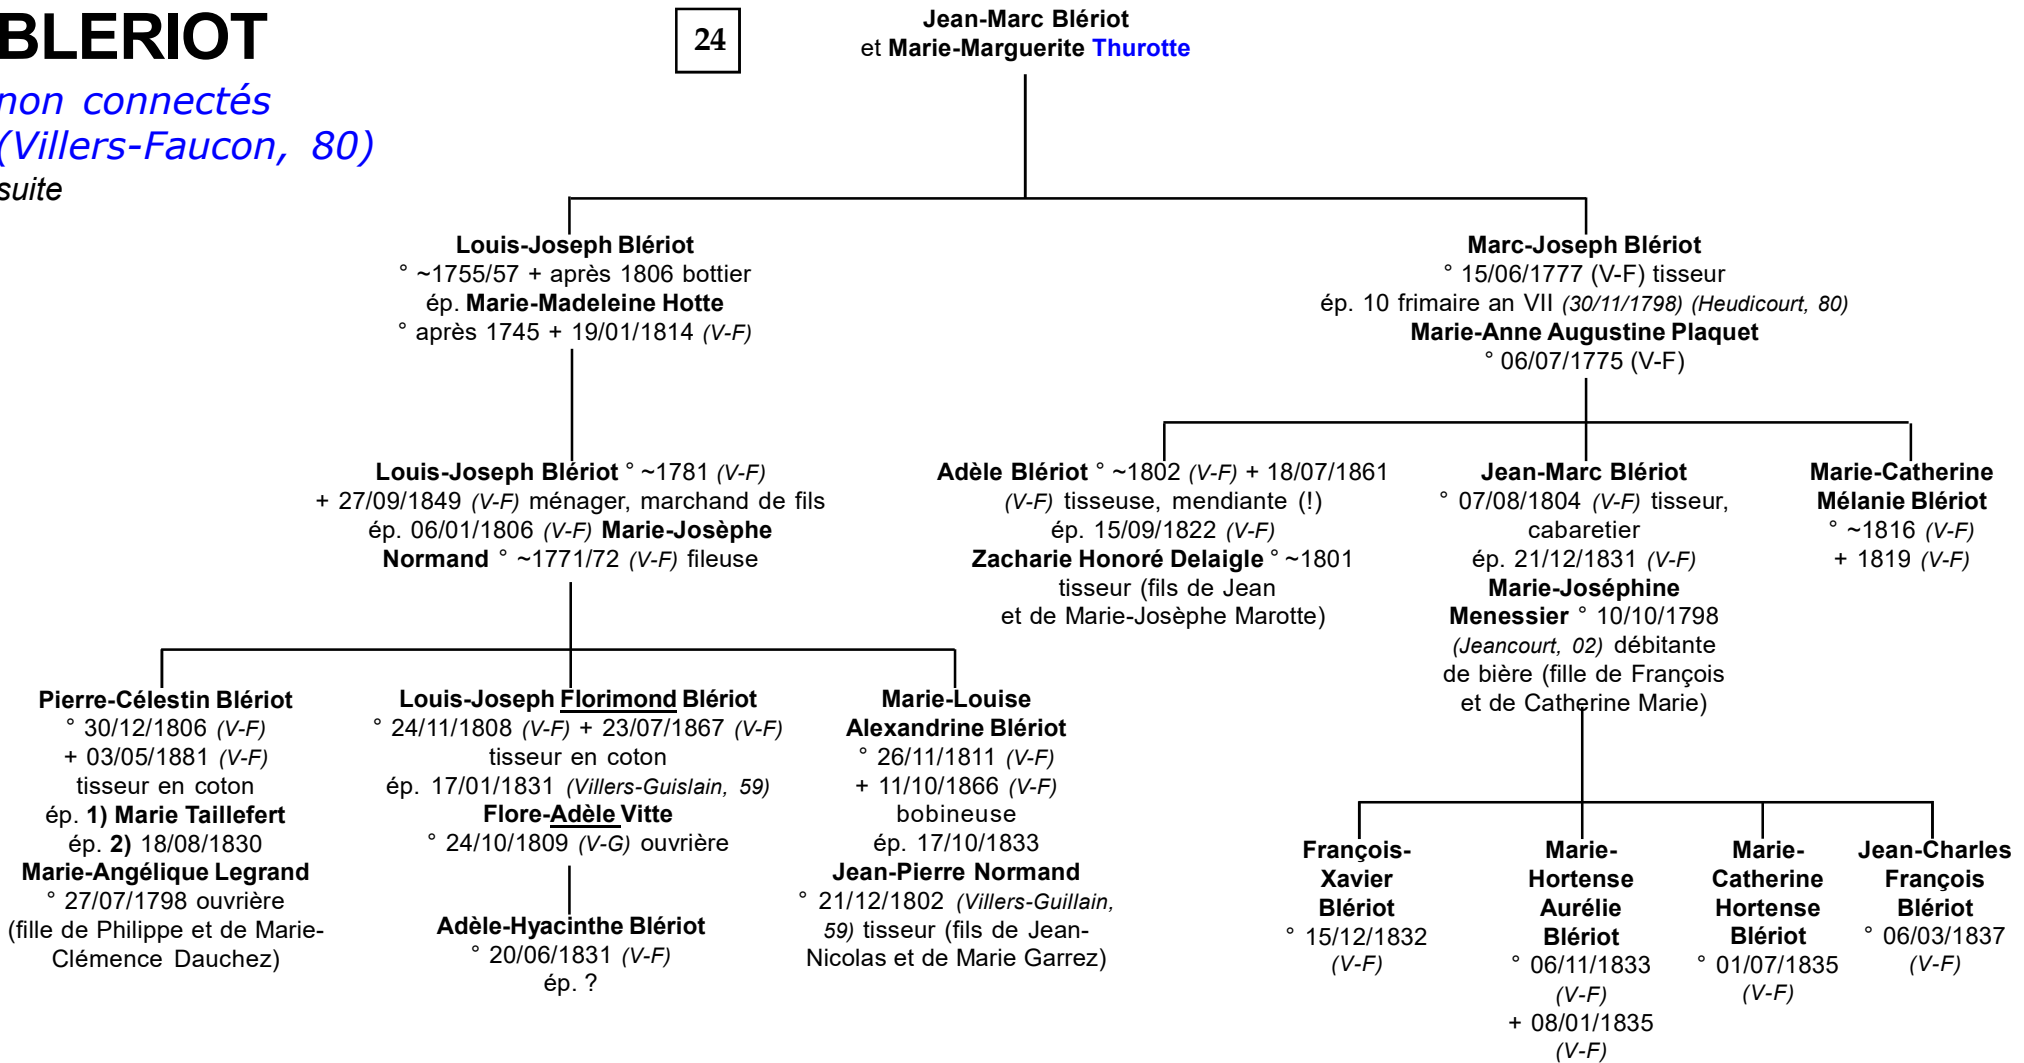 BLERIOT
non connectés
(Villers-Faucon, 80)
suite
24
Jean-Marc Blériot
et Marie-Marguerite Thurotte
Louis-Joseph Blériot
° ~1755/57 + après 1806 bottier
ép. Marie-Madeleine Hotte
° après 1745 + 19/01/1814 (V-F)
Marc-Joseph Blériot
° 15/06/1777 (V-F) tisseur
ép. 10 frimaire an VII (30/11/1798) (Heudicourt, 80)
Marie-Anne Augustine Plaquet
° 06/07/1775 (V-F)
Louis-Joseph Blériot ° ~1781 (V-F)
+ 27/09/1849 (V-F) ménager, marchand de fils
ép. 06/01/1806 (V-F) Marie-Josèphe
Normand ° ~1771/72 (V-F) fileuse
Adèle Blériot ° ~1802 (V-F) + 18/07/1861
(V-F) tisseuse, mendiante (!)
ép. 15/09/1822 (V-F)
Zacharie Honoré Delaigle ° ~1801
tisseur (fils de Jean
et de Marie-Josèphe Marotte)
Jean-Marc Blériot
° 07/08/1804 (V-F) tisseur,
cabaretier
ép. 21/12/1831 (V-F)
Marie-Joséphine
Menessier ° 10/10/1798
(Jeancourt, 02) débitante
de bière (fille de François
et de Catherine Marie)
Marie-Catherine
Mélanie Blériot
° ~1816 (V-F)
+ 1819 (V-F)
Pierre-Célestin Blériot
° 30/12/1806 (V-F)
+ 03/05/1881 (V-F)
tisseur en coton
ép. 1) Marie Taillefert
ép. 2) 18/08/1830
Marie-Angélique Legrand
° 27/07/1798 ouvrière
(fille de Philippe et de Marie-
Clémence Dauchez)
Louis-Joseph Florimond Blériot
° 24/11/1808 (V-F) + 23/07/1867 (V-F)
tisseur en coton
ép. 17/01/1831 (Villers-Guislain, 59)
Flore-Adèle Vitte
° 24/10/1809 (V-G) ouvrière
Adèle-Hyacinthe Blériot
° 20/06/1831 (V-F)
ép. ?
Marie-Louise
Alexandrine Blériot
° 26/11/1811 (V-F)
+ 11/10/1866 (V-F)
bobineuse
ép. 17/10/1833
Jean-Pierre Normand
° 21/12/1802 (Villers-Guillain,
59) tisseur (fils de Jean-
Nicolas et de Marie Garrez)
François-
Xavier
Blériot
° 15/12/1832
(V-F)
Marie-
Hortense
Aurélie
Blériot
° 06/11/1833
(V-F)
+ 08/01/1835
(V-F)
Marie-
Catherine
Hortense
Blériot
° 01/07/1835
(V-F)
Jean-Charles
François
Blériot
° 06/03/1837
(V-F)